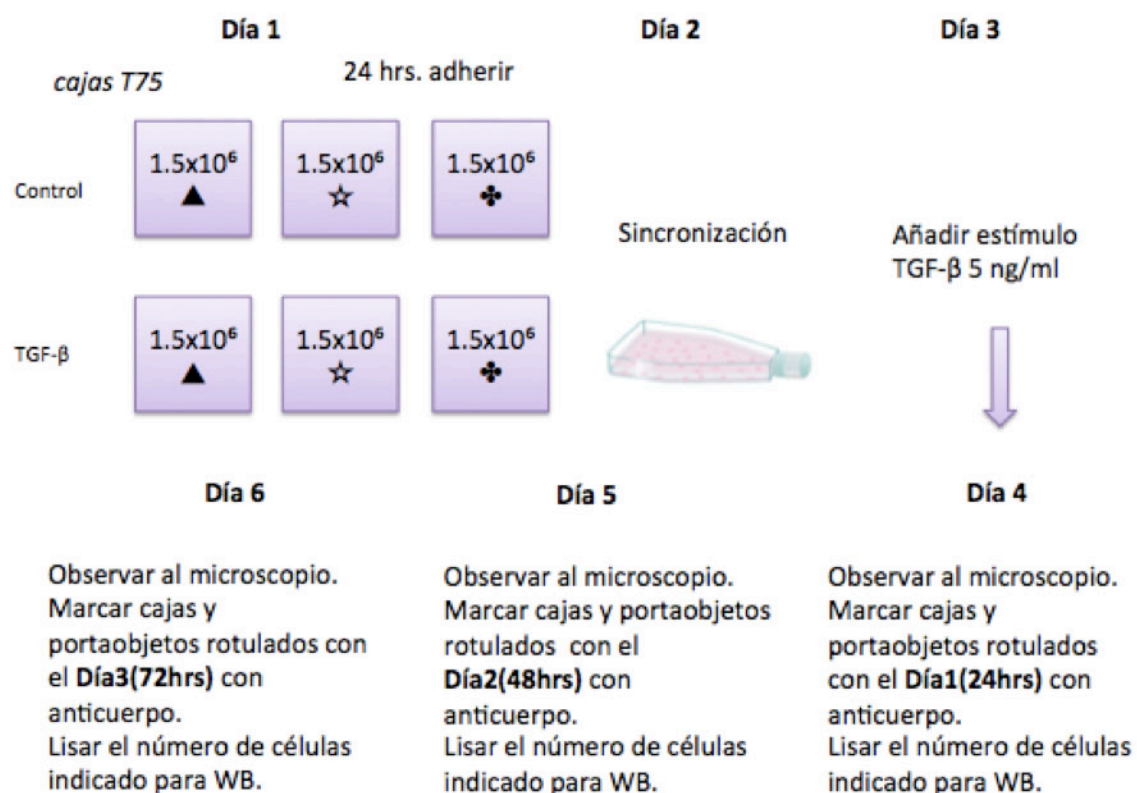 Día 1
Día 2
Día 3
cajas T75
24 hrs. adherir
Control
1.5x10⁶
▲
1.5x10⁶
☆
1.5x10⁶
✤
TGF-β
1.5x10⁶
▲
1.5x10⁶
☆
1.5x10⁶
✤
Sincronización
Añadir estímulo
TGF-β 5 ng/ml
Día 6
Observar al microscopio.
Marcar cajas y
portaobjetos rotulados con
el Día3(72hrs) con
anticuerpo.
Lisar el número de células
indicado para WB.
Día 5
Observar al microscopio.
Marcar cajas y portaobjetos
rotulados con el
Día2(48hrs) con
anticuerpo.
Lisar el número de células
indicado para WB.
Día 4
Observar al microscopio.
Marcar cajas y
portaobjetos rotulados
con el Día1(24hrs) con
anticuerpo.
Lisar el número de células
indicado para WB.